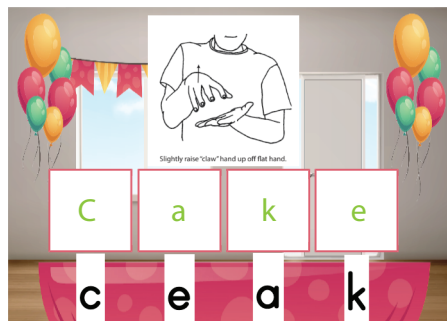 Slightly raise "claw" hand up off flat hand.
C a k e
c e a k